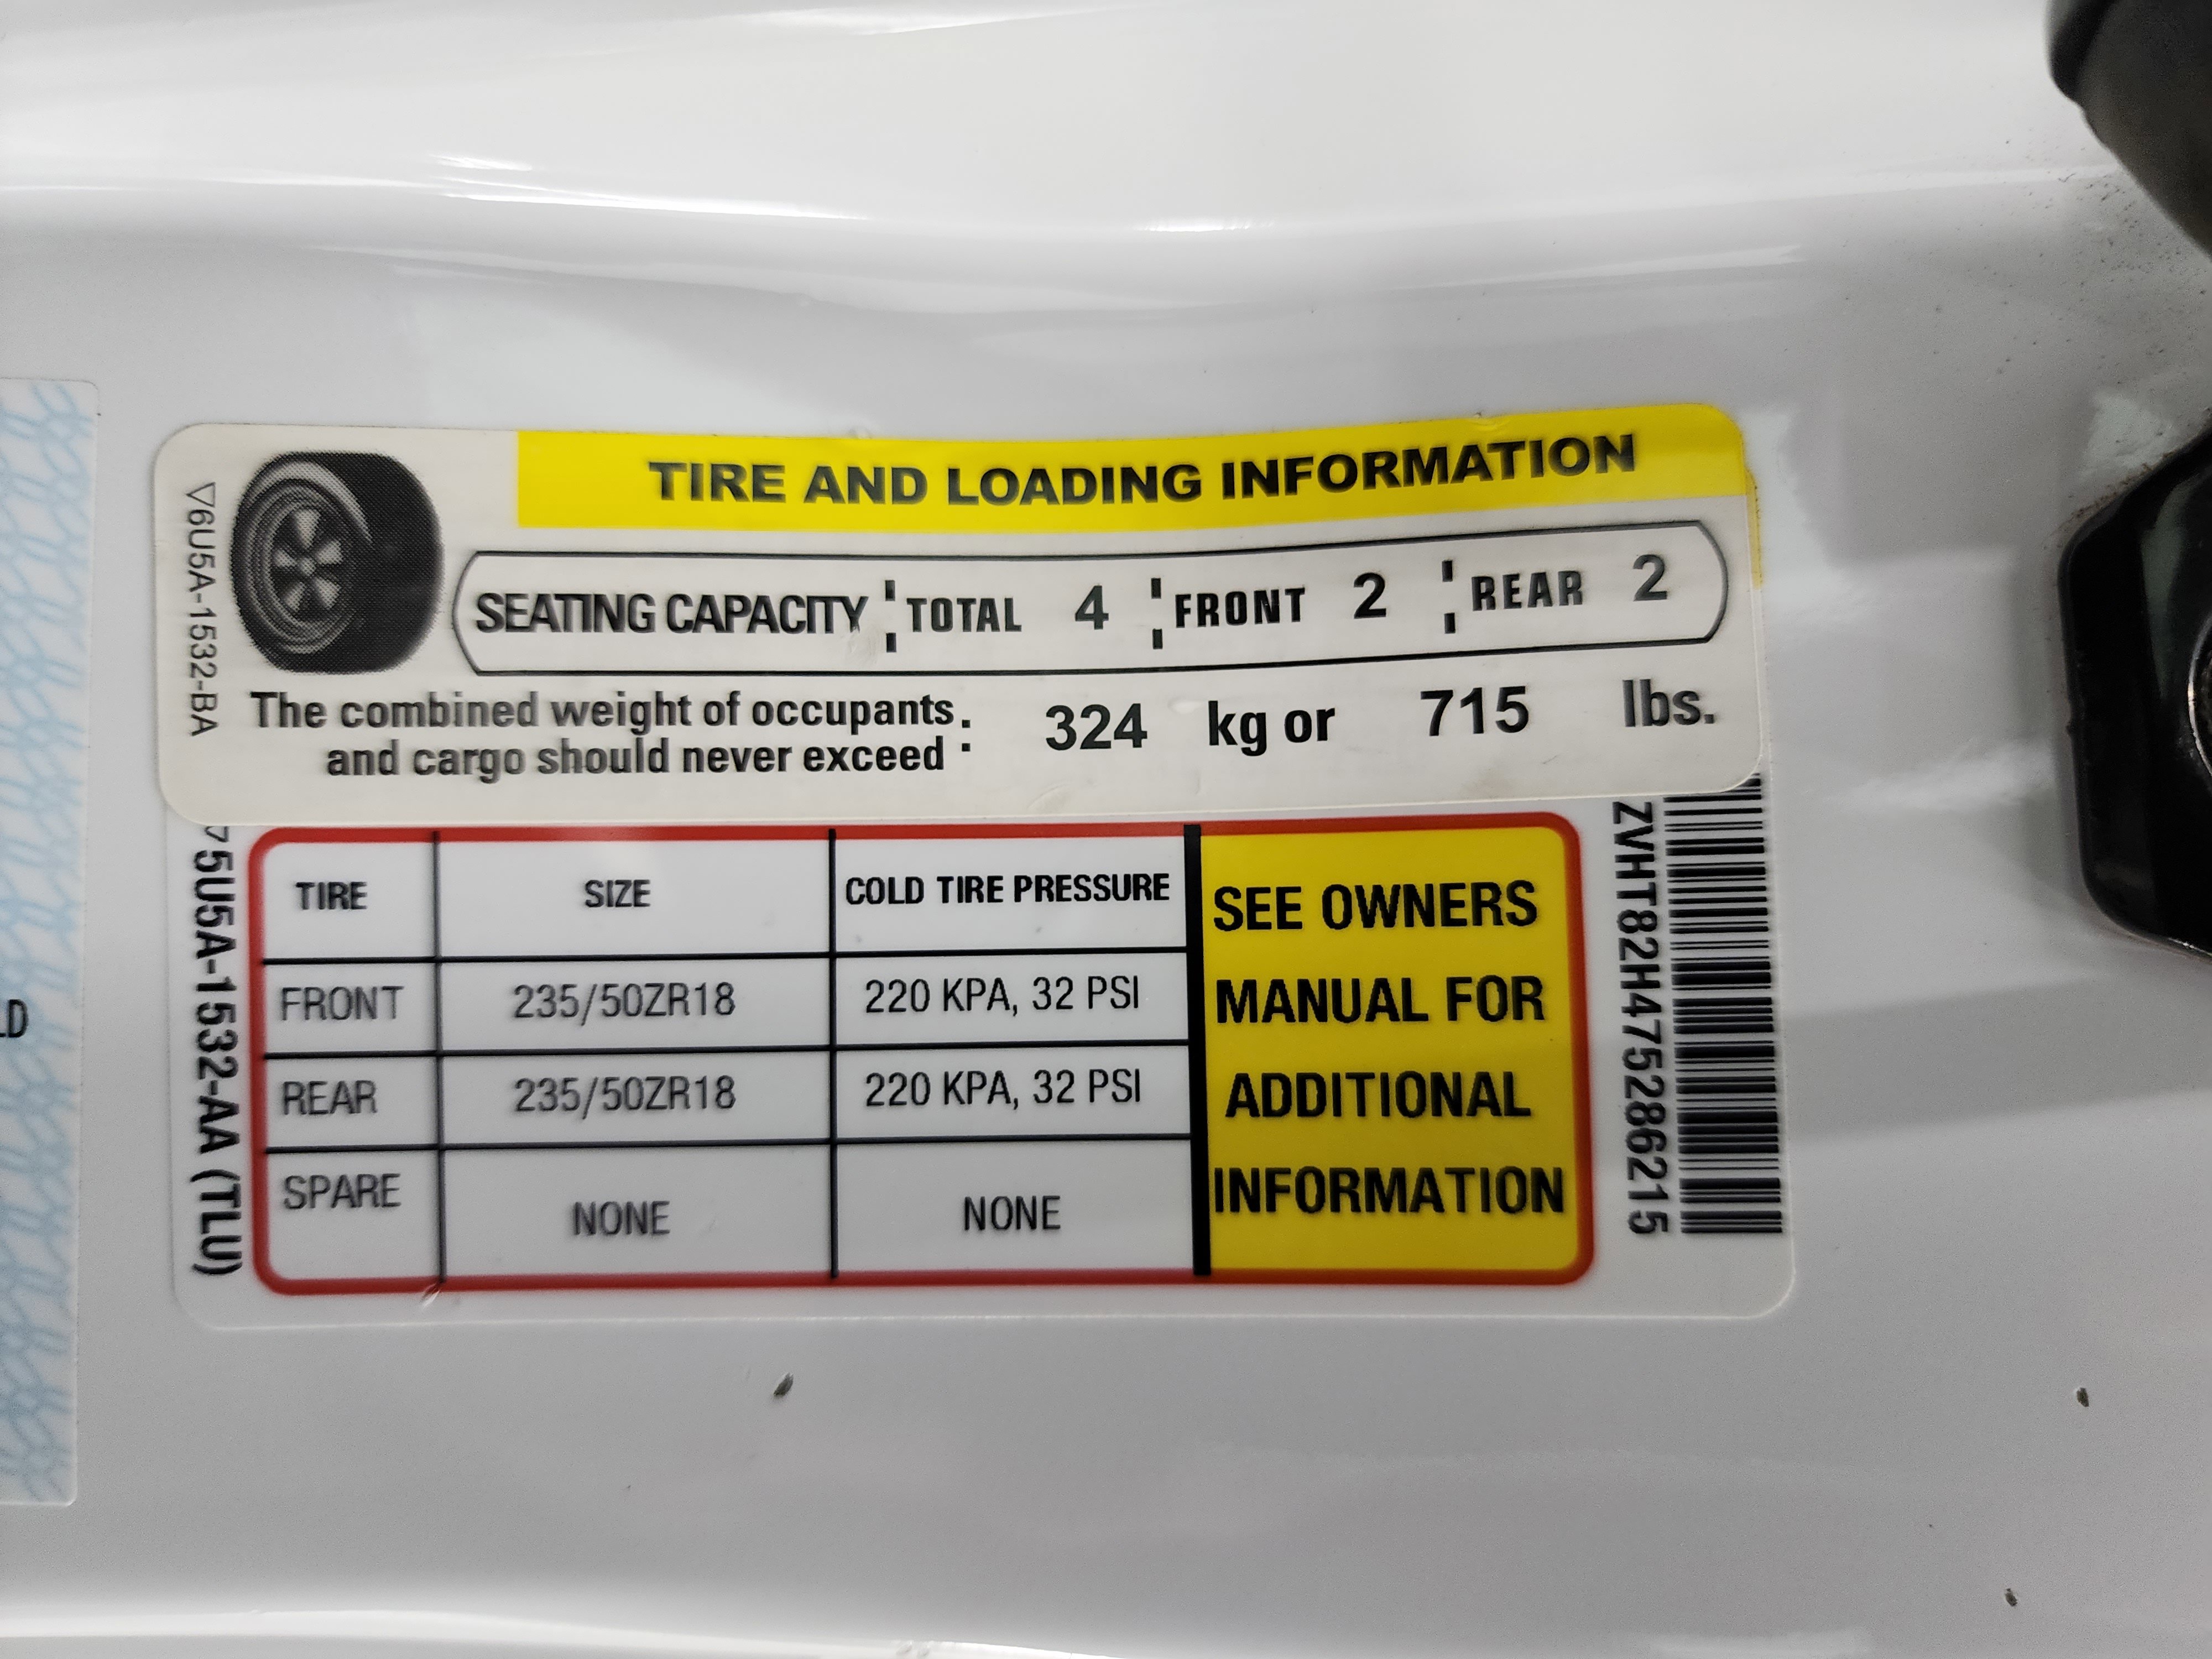 TIRE AND LOADING INFORMATION
SEATING CAPACITY TOTAL 4 FRONT 2 REAR 2
The combined weight of occupants
and cargo should never exceed : 324 kg or 715 lbs.
▽6U5A-1532-BA
TIRE SIZE COLD TIRE PRESSURE
FRONT 235/50ZR18 220 KPA, 32 PSI
REAR 235/50ZR18 220 KPA, 32 PSI
SPARE NONE NONE
SEE OWNERS
MANUAL FOR
ADDITIONAL
INFORMATION
▽5U5A-1532-AA (TLU)
ZVHT82H475286215
LD